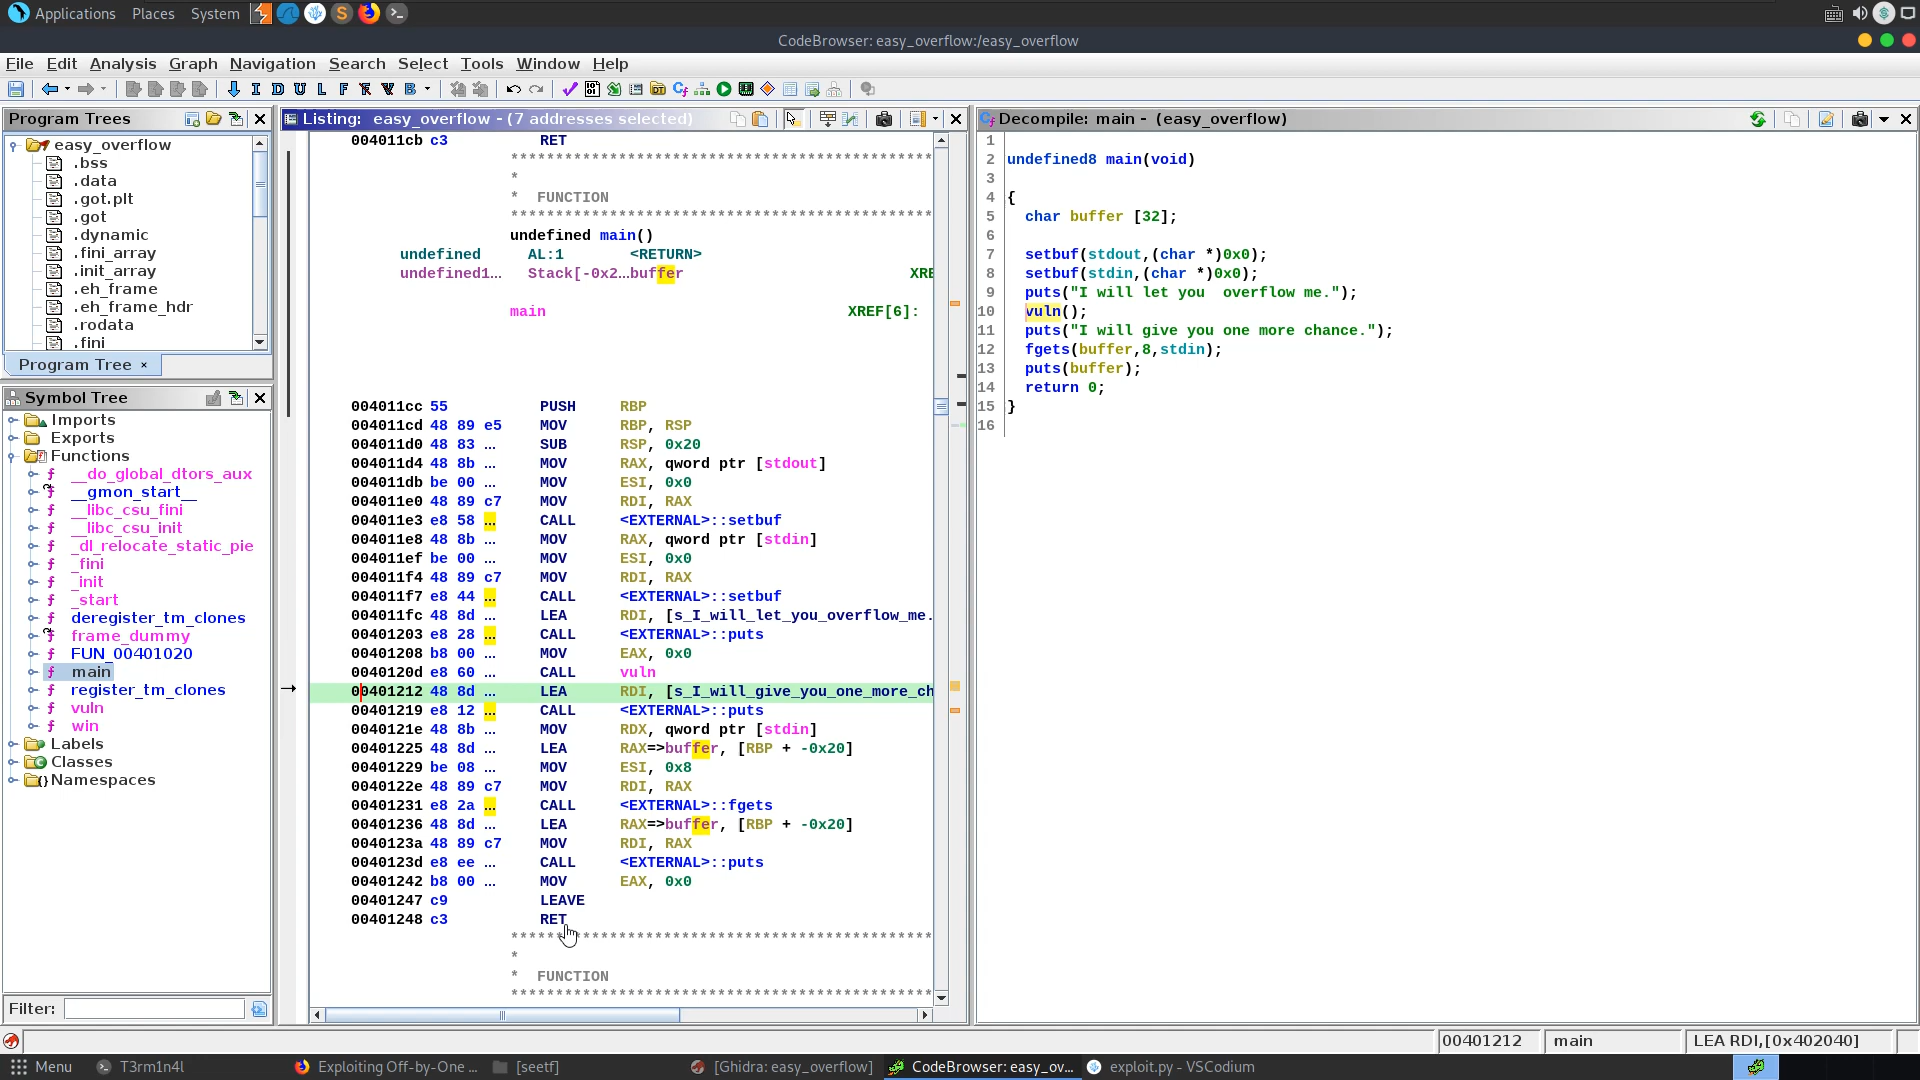 Applications Places System
CodeBrowser: easy_overflow:/easy_overflow
File Edit Analysis Graph Navigation Search Select Tools Window Help
I D U L F B
Program Trees
easy_overflow
.bss
.data
.got.plt
.got
.dynamic
.fini_array
.init_array
.eh_frame
.eh_frame_hdr
.rodata
.fini
Program Tree ×
Symbol Tree
Imports
Exports
Functions
f __do_global_dtors_aux
f __gmon_start__
f __libc_csu_fini
f __libc_csu_init
f _dl_relocate_static_pie
f _fini
f _init
f _start
f deregister_tm_clones
f frame_dummy
f FUN_00401020
f main
f register_tm_clones
f vuln
f win
Labels
Classes
Namespaces
Filter:
Listing: easy_overflow - (7 addresses selected)
004011cb c3 RET
************************************************
*
* FUNCTION
************************************************
undefined main()
undefined AL:1 <RETURN>
undefined1... Stack[-0x2...buffer XRE
main XREF[6]:
004011cc 55 PUSH RBP
004011cd 48 89 e5 MOV RBP, RSP
004011d0 48 83 ... SUB RSP, 0x20
004011d4 48 8b ... MOV RAX, qword ptr [stdout]
004011db be 00 ... MOV ESI, 0x0
004011e0 48 89 c7 MOV RDI, RAX
004011e3 e8 58 ... CALL <EXTERNAL>::setbuf
004011e8 48 8b ... MOV RAX, qword ptr [stdin]
004011ef be 00 ... MOV ESI, 0x0
004011f4 48 89 c7 MOV RDI, RAX
004011f7 e8 44 ... CALL <EXTERNAL>::setbuf
004011fc 48 8d ... LEA RDI, [s_I_will_let_you_overflow_me.
00401203 e8 28 ... CALL <EXTERNAL>::puts
00401208 b8 00 ... MOV EAX, 0x0
0040120d e8 60 ... CALL vuln
00401212 48 8d ... LEA RDI, [s_I_will_give_you_one_more_ch
00401219 e8 12 ... CALL <EXTERNAL>::puts
0040121e 48 8b ... MOV RDX, qword ptr [stdin]
00401225 48 8d ... LEA RAX=>buffer, [RBP + -0x20]
00401229 be 08 ... MOV ESI, 0x8
0040122e 48 89 c7 MOV RDI, RAX
00401231 e8 2a ... CALL <EXTERNAL>::fgets
00401236 48 8d ... LEA RAX=>buffer, [RBP + -0x20]
0040123a 48 89 c7 MOV RDI, RAX
0040123d e8 ee ... CALL <EXTERNAL>::puts
00401242 b8 00 ... MOV EAX, 0x0
00401247 c9 LEAVE
00401248 c3 RET
************************************************
*
* FUNCTION
************************************************
Decompile: main - (easy_overflow)
1
2 undefined8 main(void)
3
4 {
5 char buffer [32];
6
7 setbuf(stdout,(char *)0x0);
8 setbuf(stdin,(char *)0x0);
9 puts("I will let you  overflow me.");
10 vuln();
11 puts("I will give you one more chance.");
12 fgets(buffer,8,stdin);
13 puts(buffer);
14 return 0;
15 }
16
00401212 main LEA RDI,[0x402040]
Menu T3rm1n4l Exploiting Off-by-One ... [seetf] [Ghidra: easy_overflow] CodeBrowser: easy_ov... exploit.py - VSCodium